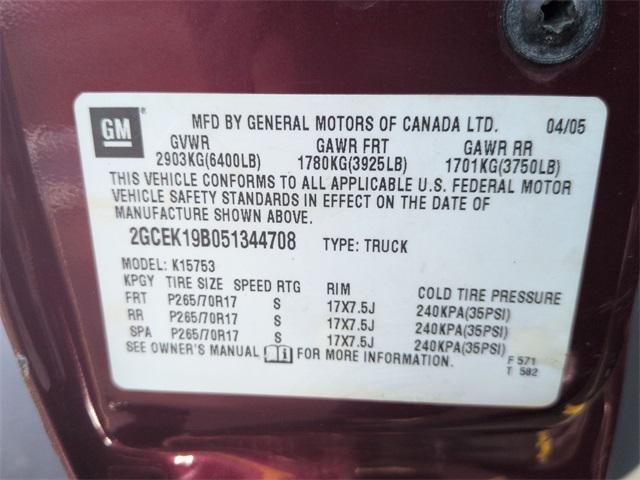 GM MFD BY GENERAL MOTORS OF CANADA LTD. 04/05
GVWR GAWR FRT GAWR RR
2903KG(6400LB) 1780KG(3925LB) 1701KG(3750LB)
THIS VEHICLE CONFORMS TO ALL APPLICABLE U.S. FEDERAL MOTOR
VEHICLE SAFETY STANDARDS IN EFFECT ON THE DATE OF
MANUFACTURE SHOWN ABOVE.
2GCEK19B051344708 TYPE: TRUCK
MODEL: K15753
KPGY TIRE SIZE SPEED RTG RIM COLD TIRE PRESSURE
FRT P265/70R17 S 17X7.5J 240KPA(35PSI)
RR P265/70R17 S 17X7.5J 240KPA(35PSI)
SPA P265/70R17 S 17X7.5J 240KPA(35PSI)
SEE OWNER'S MANUAL FOR MORE INFORMATION. F 571
T 582